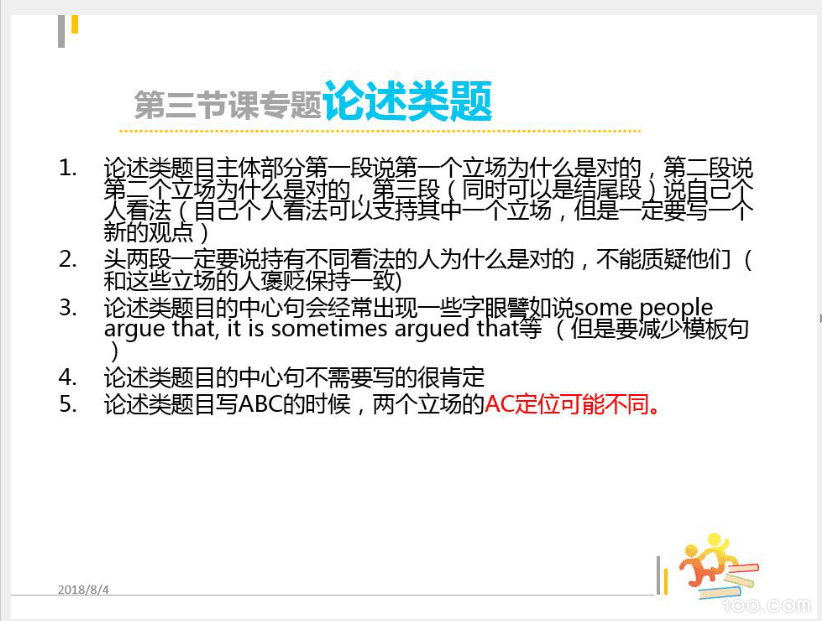 第三节课专题论述类题
1. 论述类题目主体部分第一段说第一个立场为什么是对的，第二段说
第二个立场为什么是对的，第三段（同时可以是结尾段）说自己个
人看法（自己个人看法可以支持其中一个立场，但是一定要写一个
新的观点）
2. 头两段一定要说持有不同看法的人为什么是对的，不能质疑他们（
和这些立场的人褒贬保持一致)
3. 论述类题目的中心句会经常出现一些字眼譬如说some people
argue that, it is sometimes argued that等 （但是要减少模板句
）
4. 论述类题目的中心句不需要写的很肯定
5. 论述类题目写ABC的时候，两个立场的AC定位可能不同。
2018/8/4
100.com